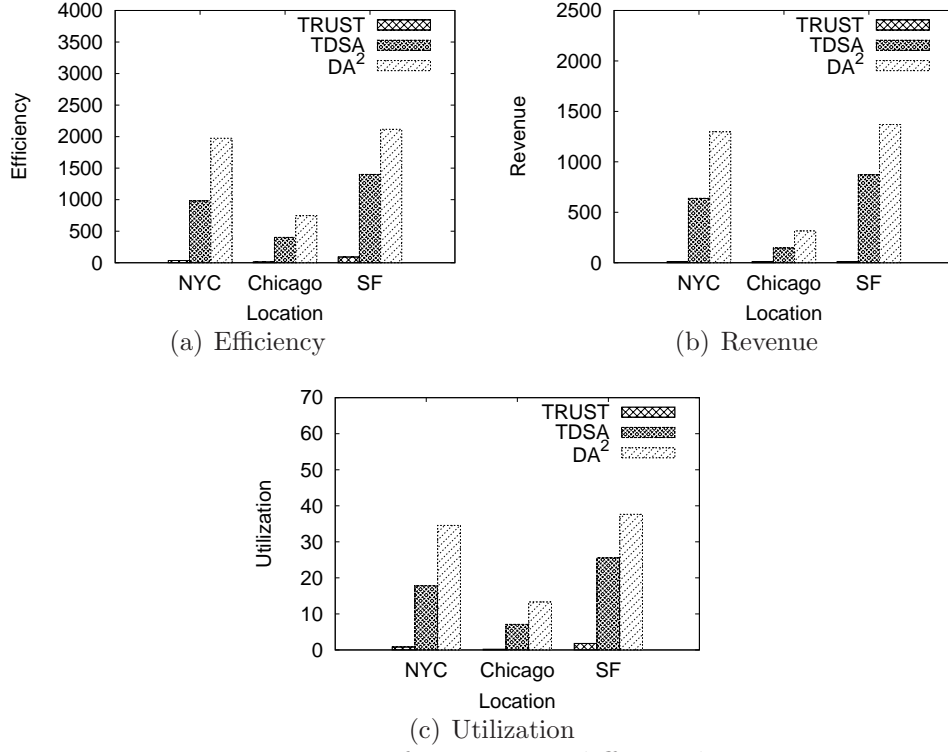 4000
3500
3000
2500
2000
1500
1000
500
0
Efficiency
TRUST
TDSA
DA²
NYC Chicago SF
Location
(a) Efficiency
2500
2000
1500
1000
500
0
Revenue
TRUST
TDSA
DA²
NYC Chicago SF
Location
(b) Revenue
70
60
50
40
30
20
10
0
Utilization
TRUST
TDSA
DA²
NYC Chicago SF
Location
(c) Utilization